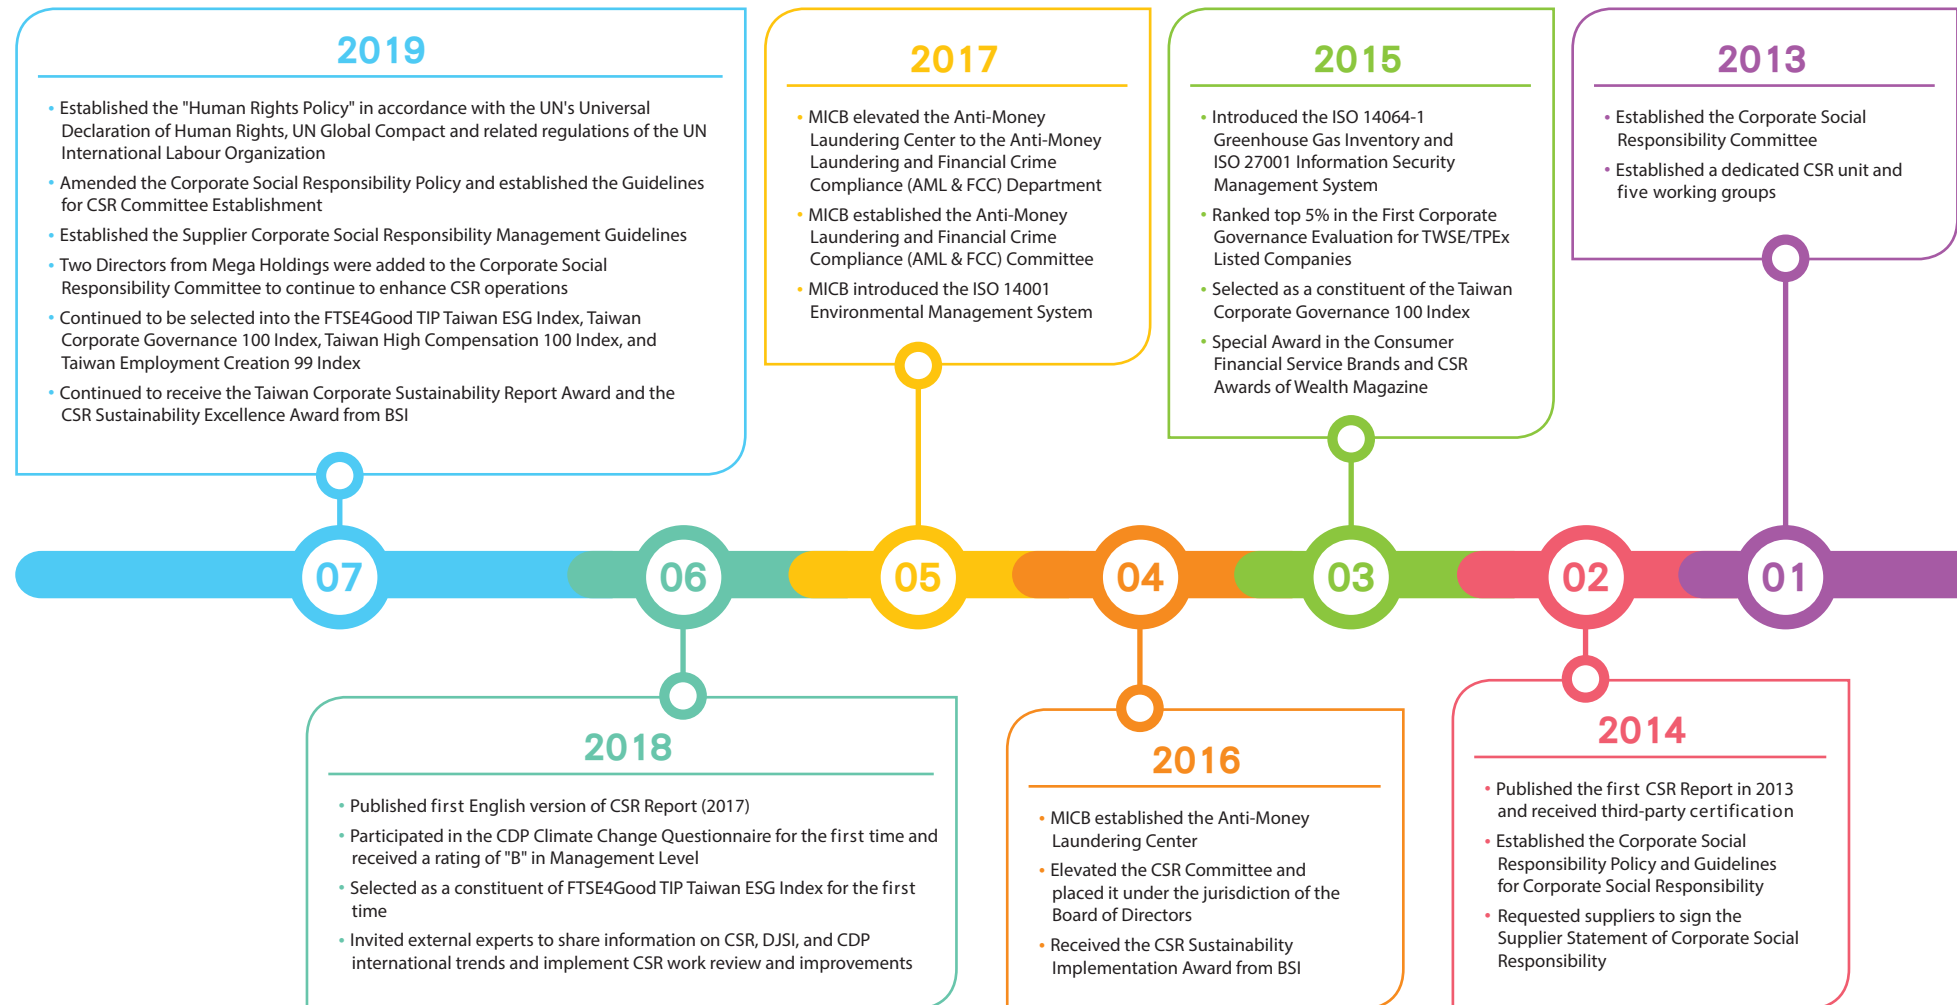 2019
• Established the "Human Rights Policy" in accordance with the UN's Universal
Declaration of Human Rights, UN Global Compact and related regulations of the UN
International Labour Organization
• Amended the Corporate Social Responsibility Policy and established the Guidelines
for CSR Committee Establishment
• Established the Supplier Corporate Social Responsibility Management Guidelines
• Two Directors from Mega Holdings were added to the Corporate Social
Responsibility Committee to continue to enhance CSR operations
• Continued to be selected into the FTSE4Good TIP Taiwan ESG Index, Taiwan
Corporate Governance 100 Index, Taiwan High Compensation 100 Index, and
Taiwan Employment Creation 99 Index
• Continued to receive the Taiwan Corporate Sustainability Report Award and the
CSR Sustainability Excellence Award from BSI
2017
• MICB elevated the Anti-Money
Laundering Center to the Anti-Money
Laundering and Financial Crime
Compliance (AML & FCC) Department
• MICB established the Anti-Money
Laundering and Financial Crime
Compliance (AML & FCC) Committee
• MICB introduced the ISO 14001
Environmental Management System
2015
• Introduced the ISO 14064-1
Greenhouse Gas Inventory and
ISO 27001 Information Security
Management System
• Ranked top 5% in the First Corporate
Governance Evaluation for TWSE/TPEx
Listed Companies
• Selected as a constituent of the Taiwan
Corporate Governance 100 Index
• Special Award in the Consumer
Financial Service Brands and CSR
Awards of Wealth Magazine
2013
• Established the Corporate Social
Responsibility Committee
• Established a dedicated CSR unit and
five working groups
07
06
05
04
03
02
01
2018
• Published first English version of CSR Report (2017)
• Participated in the CDP Climate Change Questionnaire for the first time and
received a rating of "B" in Management Level
• Selected as a constituent of FTSE4Good TIP Taiwan ESG Index for the first
time
• Invited external experts to share information on CSR, DJSI, and CDP
international trends and implement CSR work review and improvements
2016
• MICB established the Anti-Money
Laundering Center
• Elevated the CSR Committee and
placed it under the jurisdiction of the
Board of Directors
• Received the CSR Sustainability
Implementation Award from BSI
2014
• Published the first CSR Report in 2013
and received third-party certification
• Established the Corporate Social
Responsibility Policy and Guidelines
for Corporate Social Responsibility
• Requested suppliers to sign the
Supplier Statement of Corporate Social
Responsibility